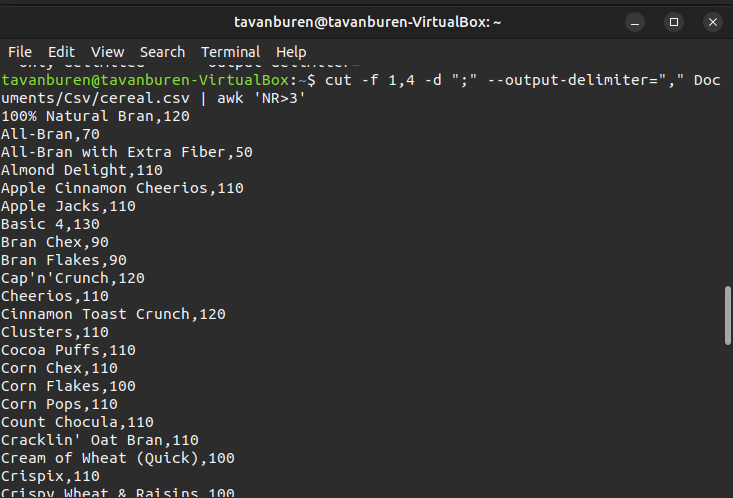 tavanburen@tavanburen-VirtualBox: ~
File Edit View Search Terminal Help
tavanburen@tavanburen-VirtualBox:~$ cut -f 1,4 -d ";" --output-delimiter="," Doc
uments/Csv/cereal.csv | awk 'NR>3'
100% Natural Bran,120
All-Bran,70
All-Bran with Extra Fiber,50
Almond Delight,110
Apple Cinnamon Cheerios,110
Apple Jacks,110
Basic 4,130
Bran Chex,90
Bran Flakes,90
Cap'n'Crunch,120
Cheerios,110
Cinnamon Toast Crunch,120
Clusters,110
Cocoa Puffs,110
Corn Chex,110
Corn Flakes,100
Corn Pops,110
Count Chocula,110
Cracklin' Oat Bran,110
Cream of Wheat (Quick),100
Crispix,110
Crispy Wheat & Raisins,100